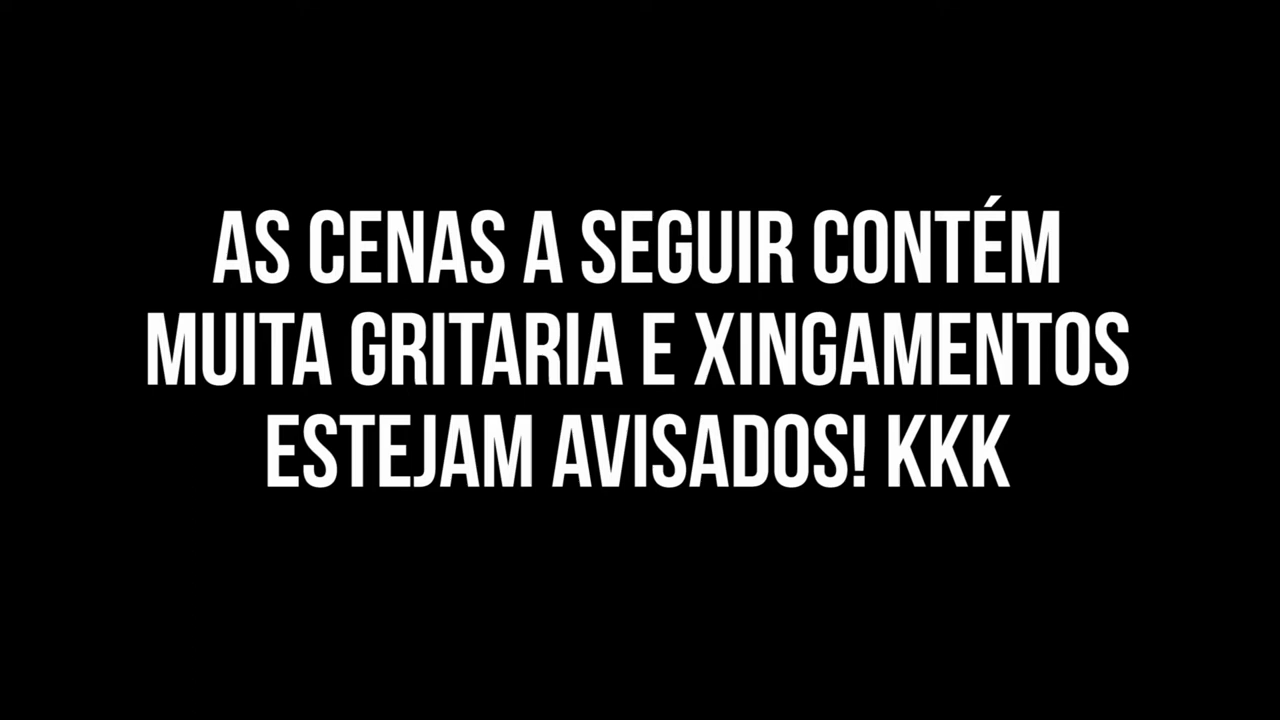 AS CENAS A SEGUIR CONTÉM
MUITA GRITARIA E XINGAMENTOS
ESTEJAM AVISADOS! KKK